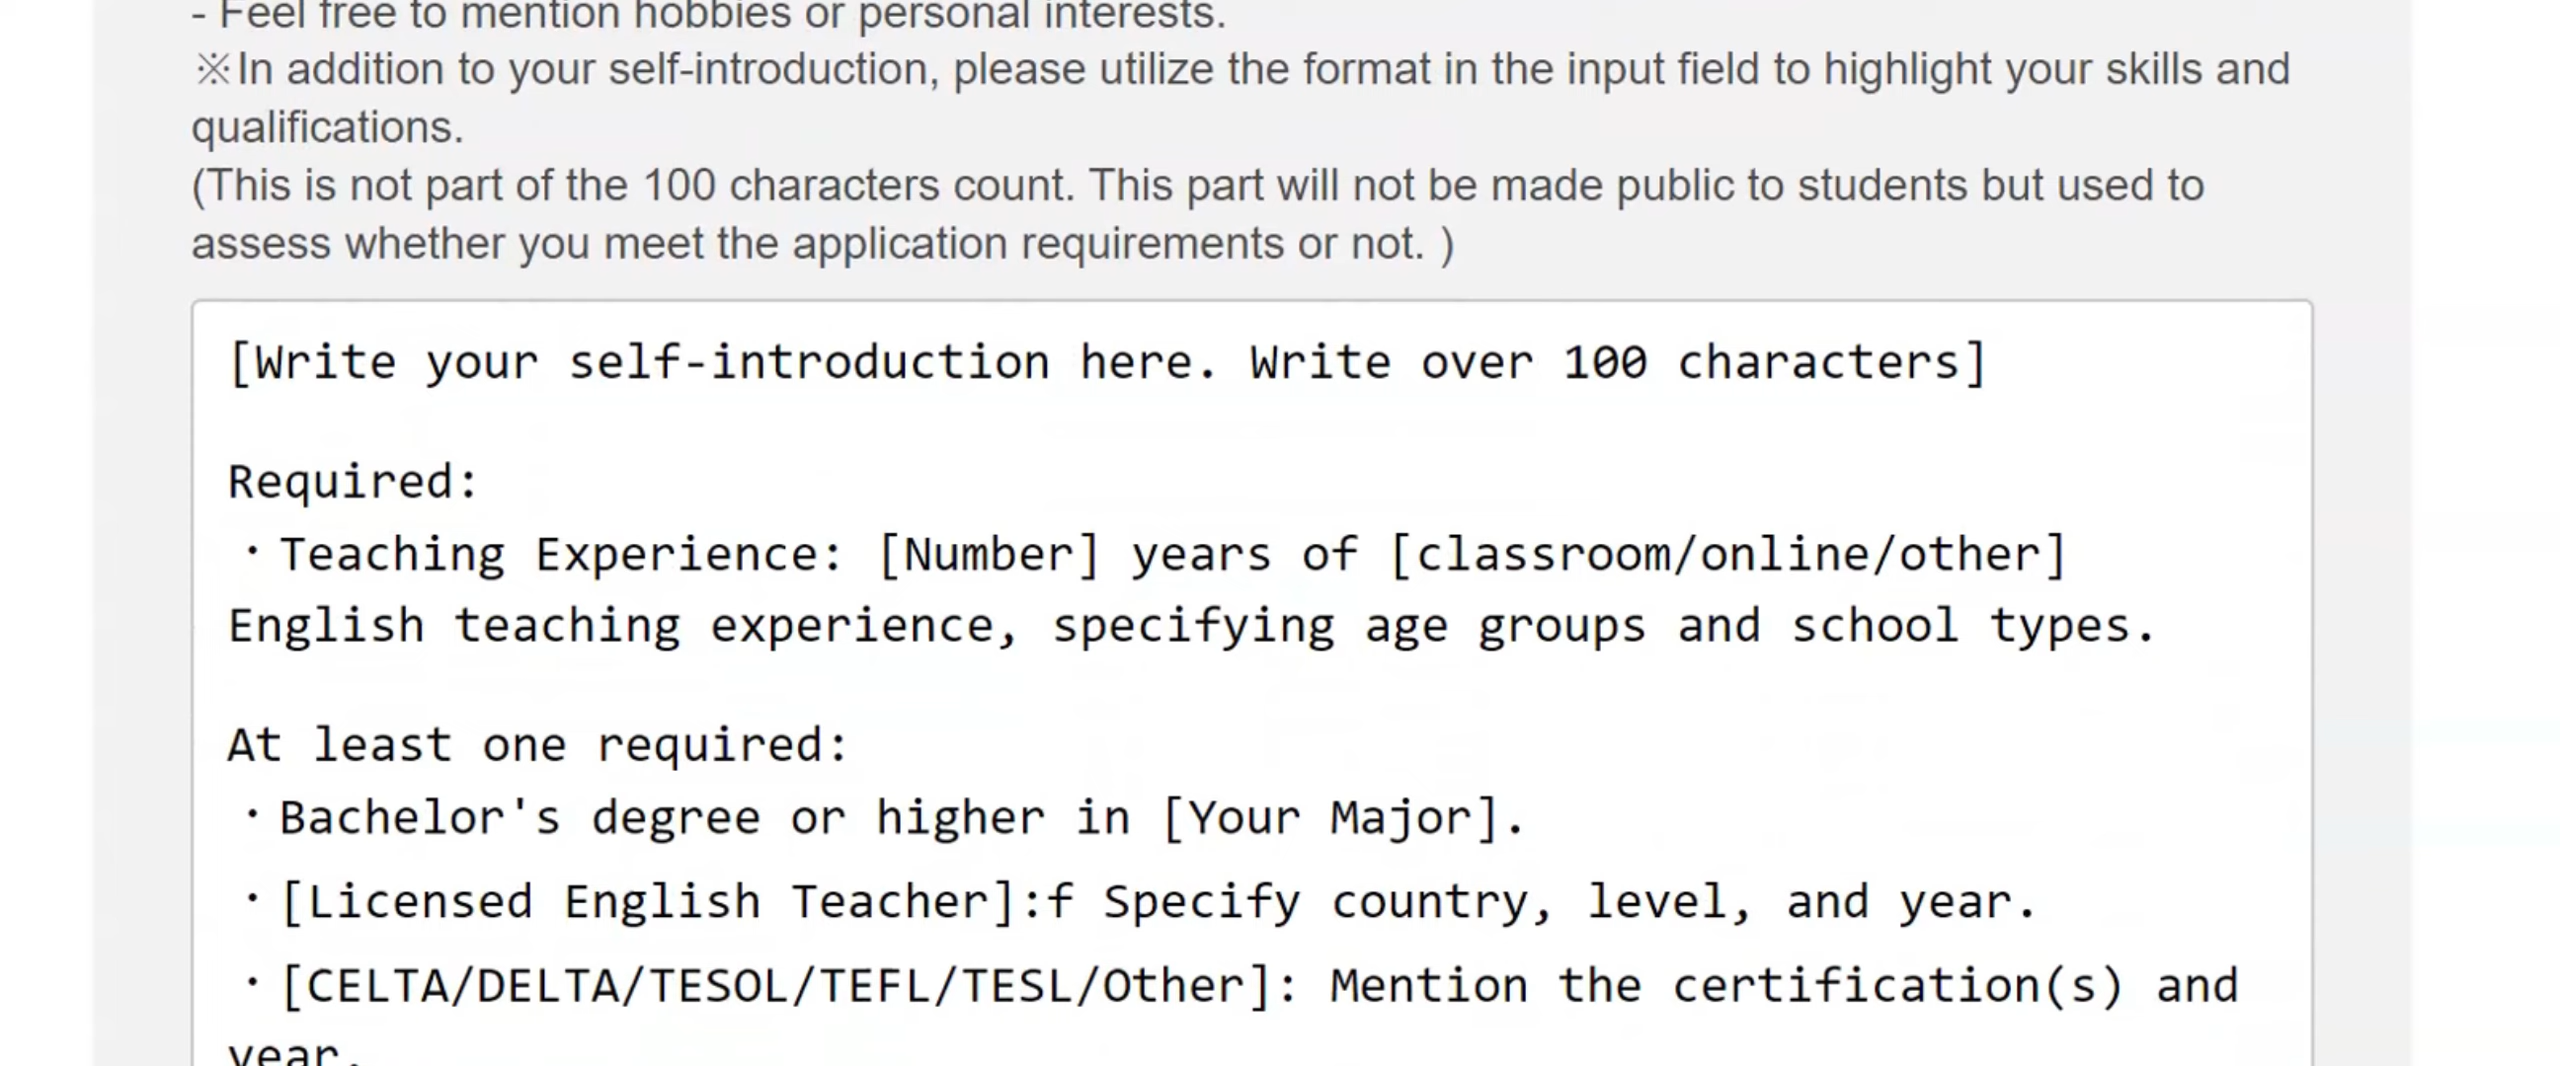 - Feel free to mention hobbies or personal interests.
※In addition to your self-introduction, please utilize the format in the input field to highlight your skills and
qualifications.
(This is not part of the 100 characters count. This part will not be made public to students but used to
assess whether you meet the application requirements or not. )
[Write your self-introduction here. Write over 100 characters]
Required:
・Teaching Experience: [Number] years of [classroom/online/other]
English teaching experience, specifying age groups and school types.
At least one required:
・Bachelor's degree or higher in [Your Major].
・[Licensed English Teacher]:f Specify country, level, and year.
・[CELTA/DELTA/TESOL/TEFL/TESL/Other]: Mention the certification(s) and
year.